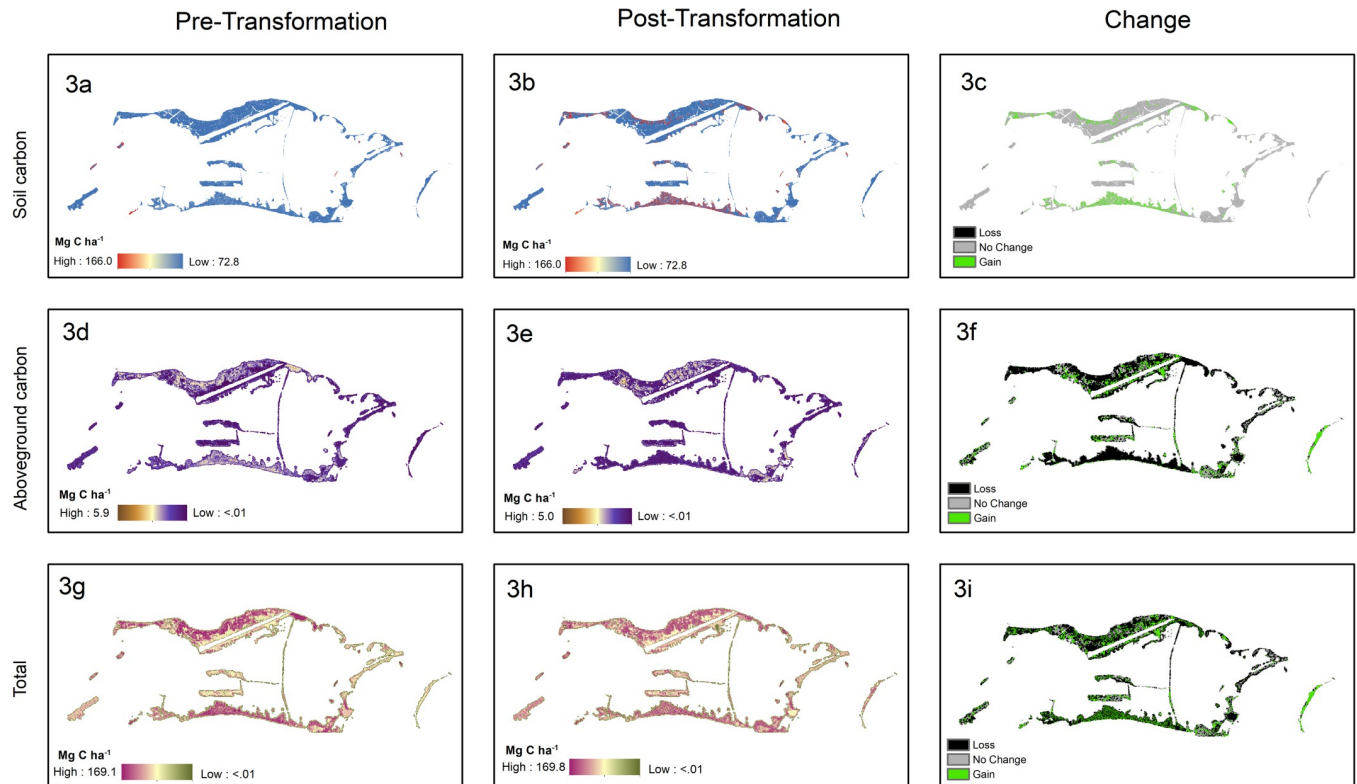 Pre-Transformation
Post-Transformation
Change
Soil carbon
3a
Mg C ha-1
High : 166.0
Low : 72.8
3b
Mg C ha-1
High : 166.0
Low : 72.8
3c
Loss
No Change
Gain
Aboveground carbon
3d
Mg C ha-1
High : 5.9
Low : <.01
3e
Mg C ha-1
High : 5.0
Low : <.01
3f
Loss
No Change
Gain
Total
3g
Mg C ha-1
High : 169.1
Low : <.01
3h
Mg C ha-1
High : 169.8
Low : <.01
3i
Loss
No Change
Gain